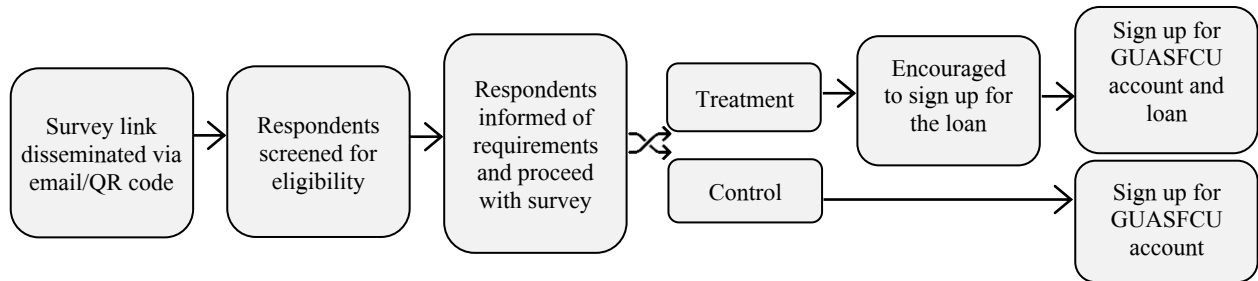 Survey link
disseminated via
email/QR code
Respondents
screened for
eligibility
Respondents
informed of
requirements
and proceed
with survey
Treatment
Encouraged
to sign up for
the loan
Sign up for
GUASFCU
account and
loan
Control
Sign up for
GUASFCU
account